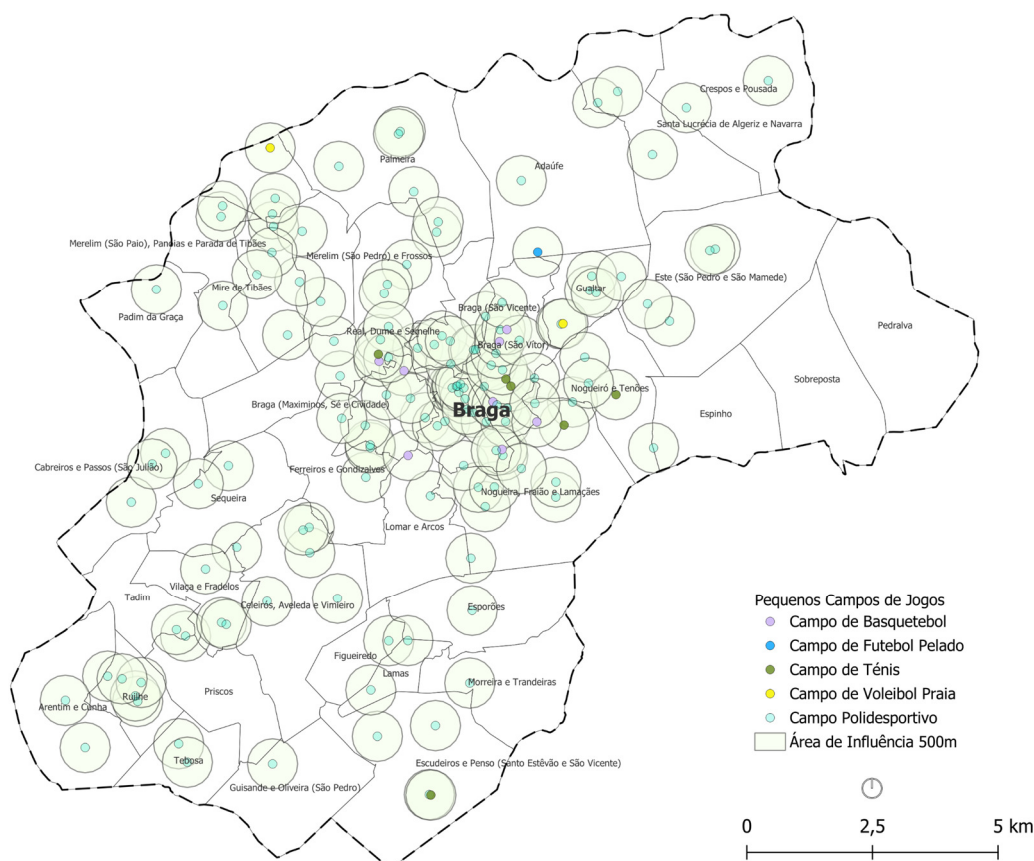 Crespos e Pousada
Santa Lucrécia de Algeriz e Navarra
Palmeira
Adaúfe
Merelim (São Paio), Panoias e Parada de Tibães
Merelim (São Pedro) e Frossos
Este (São Pedro e São Mamede)
Mire de Tibães
Gualtar
Padim da Graça
Braga (São Vicente)
Pedralva
Real, Dume e Semelhe
Braga (São Vítor)
Sobreposta
Nogueiró e Tenões
Braga (Maximinos, Sé e Cividade)
Braga
Espinho
Cabreiros e Passos (São Julião)
Ferreiros e Gondizalves
Sequeira
Nogueira, Fraião e Lamaçães
Lomar e Arcos
Vilaça e Fradelos
Tadim
Celeirós, Aveleda e Vimieiro
Esporões
Figueiredo
Lamas
Morreira e Trandeiras
Priscos
Ruilhe
Arentim e Cunha
Tebosa
Escudeiros e Penso (Santo Estêvão e São Vicente)
Guisande e Oliveira (São Pedro)
Pequenos Campos de Jogos
Campo de Basquetebol
Campo de Futebol Pelado
Campo de Ténis
Campo de Voleibol Praia
Campo Polidesportivo
Área de Influência 500m
0 2,5 5 km